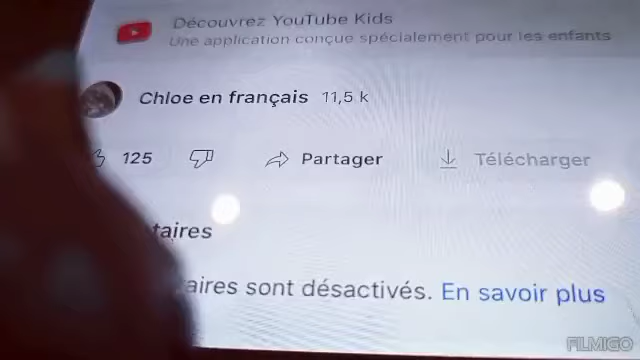 Découvrez YouTube Kids
Une application conçue spécialement pour les enfants
Chloe en français 11,5 k
125 Partager Télécharger
taires
aires sont désactivés. En savoir plus
FILMIGO